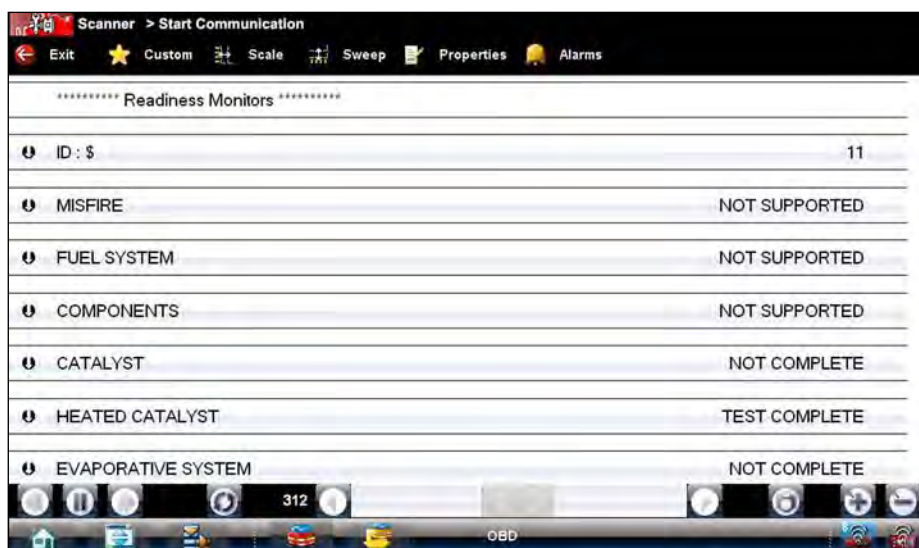 Scanner > Start Communication
Exit Custom Scale Sweep Properties Alarms
********** Readiness Monitors **********
ID : $ 11
MISFIRE NOT SUPPORTED
FUEL SYSTEM NOT SUPPORTED
COMPONENTS NOT SUPPORTED
CATALYST NOT COMPLETE
HEATED CATALYST TEST COMPLETE
EVAPORATIVE SYSTEM NOT COMPLETE
312
OBD